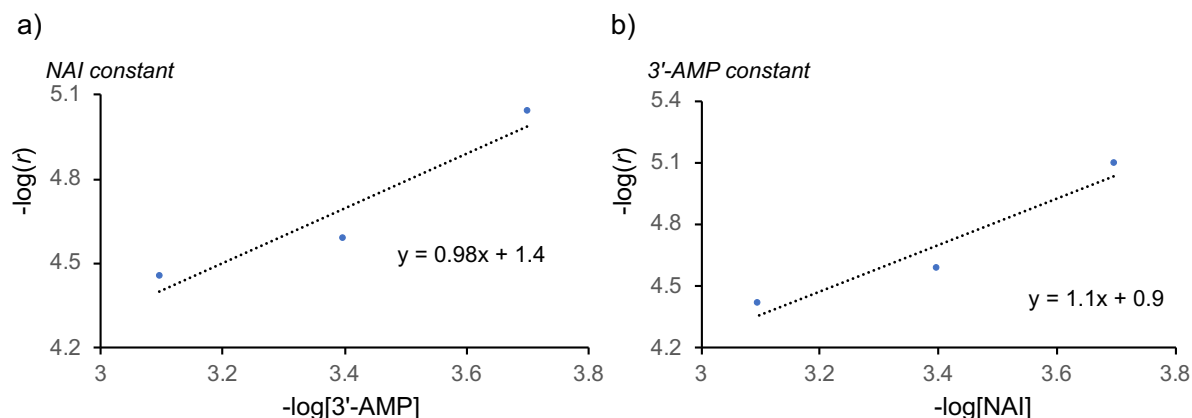 a)
NAI constant
5.1
4.8
4.5
4.2
-log(r)
y = 0.98x + 1.4
3 3.2 3.4 3.6 3.8
-log[3'-AMP]
b)
3'-AMP constant
5.4
5.1
4.8
4.5
4.2
-log(r)
y = 1.1x + 0.9
3 3.2 3.4 3.6 3.8
-log[NAI]